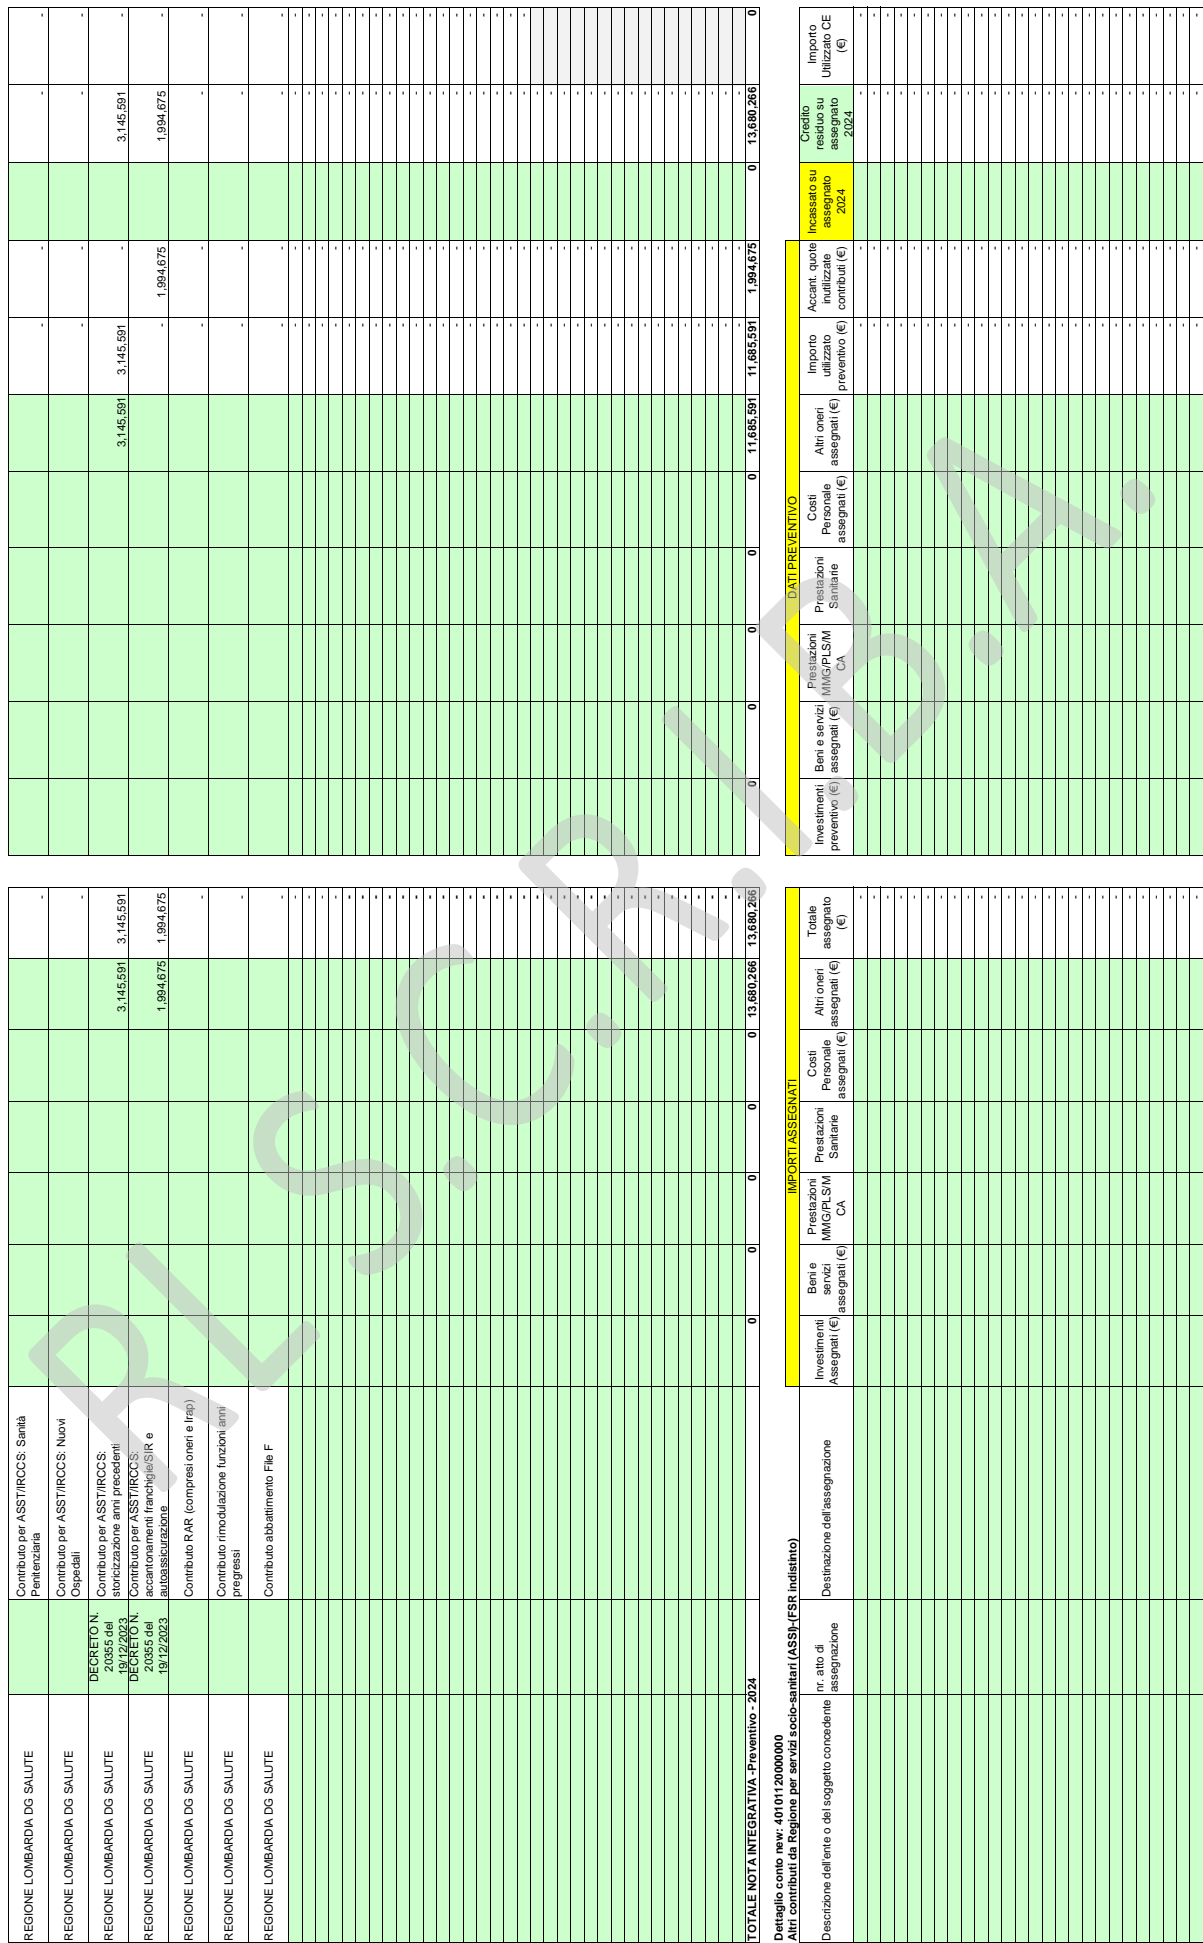 REGIONE LOMBARDIA DG SALUTE Contributo per ASST/IRCCS: Sanità Penitenziaria - - - - -
REGIONE LOMBARDIA DG SALUTE Contributo per ASST/IRCCS: Nuovi Ospedali - - - - -
REGIONE LOMBARDIA DG SALUTE DECRETO N. 20355 del 19/12/2023 Contributo per ASST/IRCCS: storicizzazione anni precedenti 3,145,591 3,145,591 3,145,591 3,145,591 - 3,145,591 -
REGIONE LOMBARDIA DG SALUTE DECRETO N. 20355 del 19/12/2023 Contributo per ASST/IRCCS: accantonamenti franchigie/SIR e autoassicurazione 1,994,675 1,994,675 - 1,994,675 1,994,675 -
REGIONE LOMBARDIA DG SALUTE Contributo RAR (compresi oneri e Irap) - - - - -
REGIONE LOMBARDIA DG SALUTE Contributo rimodulazione funzioni anni pregressi - - - - -
REGIONE LOMBARDIA DG SALUTE Contributo abbattimento File F - - - - -
TOTALE NOTA INTEGRATIVA -Preventivo - 2024 0 0 0 0 0 13,680,266 13,680,266 0 0 0 0 0 11,685,591 11,685,591 1,994,675 0 13,680,266 0
Dettaglio conto new: 40101120000000
Altri contributi da Regione per servizi socio-sanitari (ASSI)-(FSR indistinto)
IMPORTI ASSEGNATI DATI PREVENTIVO
Descrizione dell'ente o del soggetto concedente
nr. atto di assegnazione
Destinazione dell'assegnazione
Investimenti Assegnati (€)
Beni e servizi assegnati (€)
Prestazioni MMG/PLS/M CA
Prestazioni Sanitarie
Costi Personale assegnati (€)
Altri oneri assegnati (€)
Totale assegnato (€)
Investimenti preventivo (€)
Beni e servizi assegnati (€)
Prestazioni MMG/PLS/M CA
Prestazioni Sanitarie
Costi Personale assegnati (€)
Altri oneri assegnati (€)
Importo utilizzato preventivo (€)
Accant. quote inutilizzate contributi (€)
Incassato su assegnato 2024
Credito residuo su assegnato 2024
Importo Utilizzato CE (€)
RL S.C.R.I.B.A.